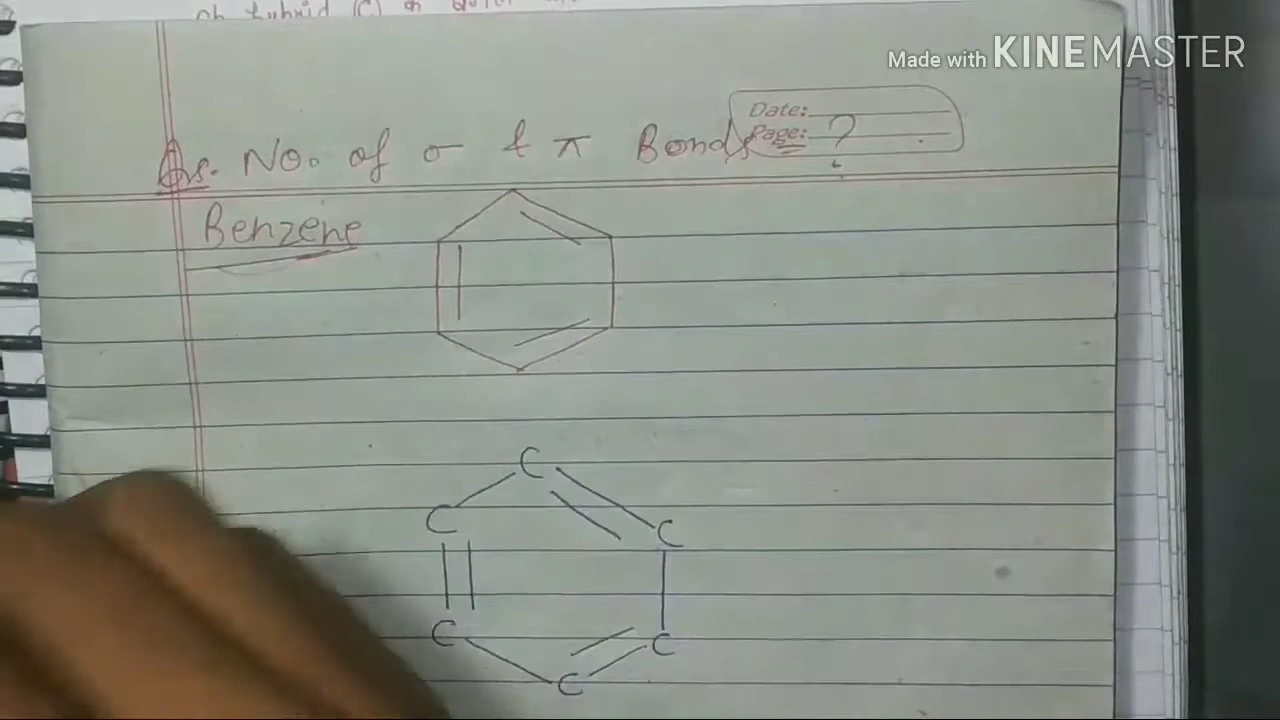 Made with KINEMASTER
Date:
Page:
Qs. No. of σ & π Bonds ?
Benzene
C
C C
C C
C